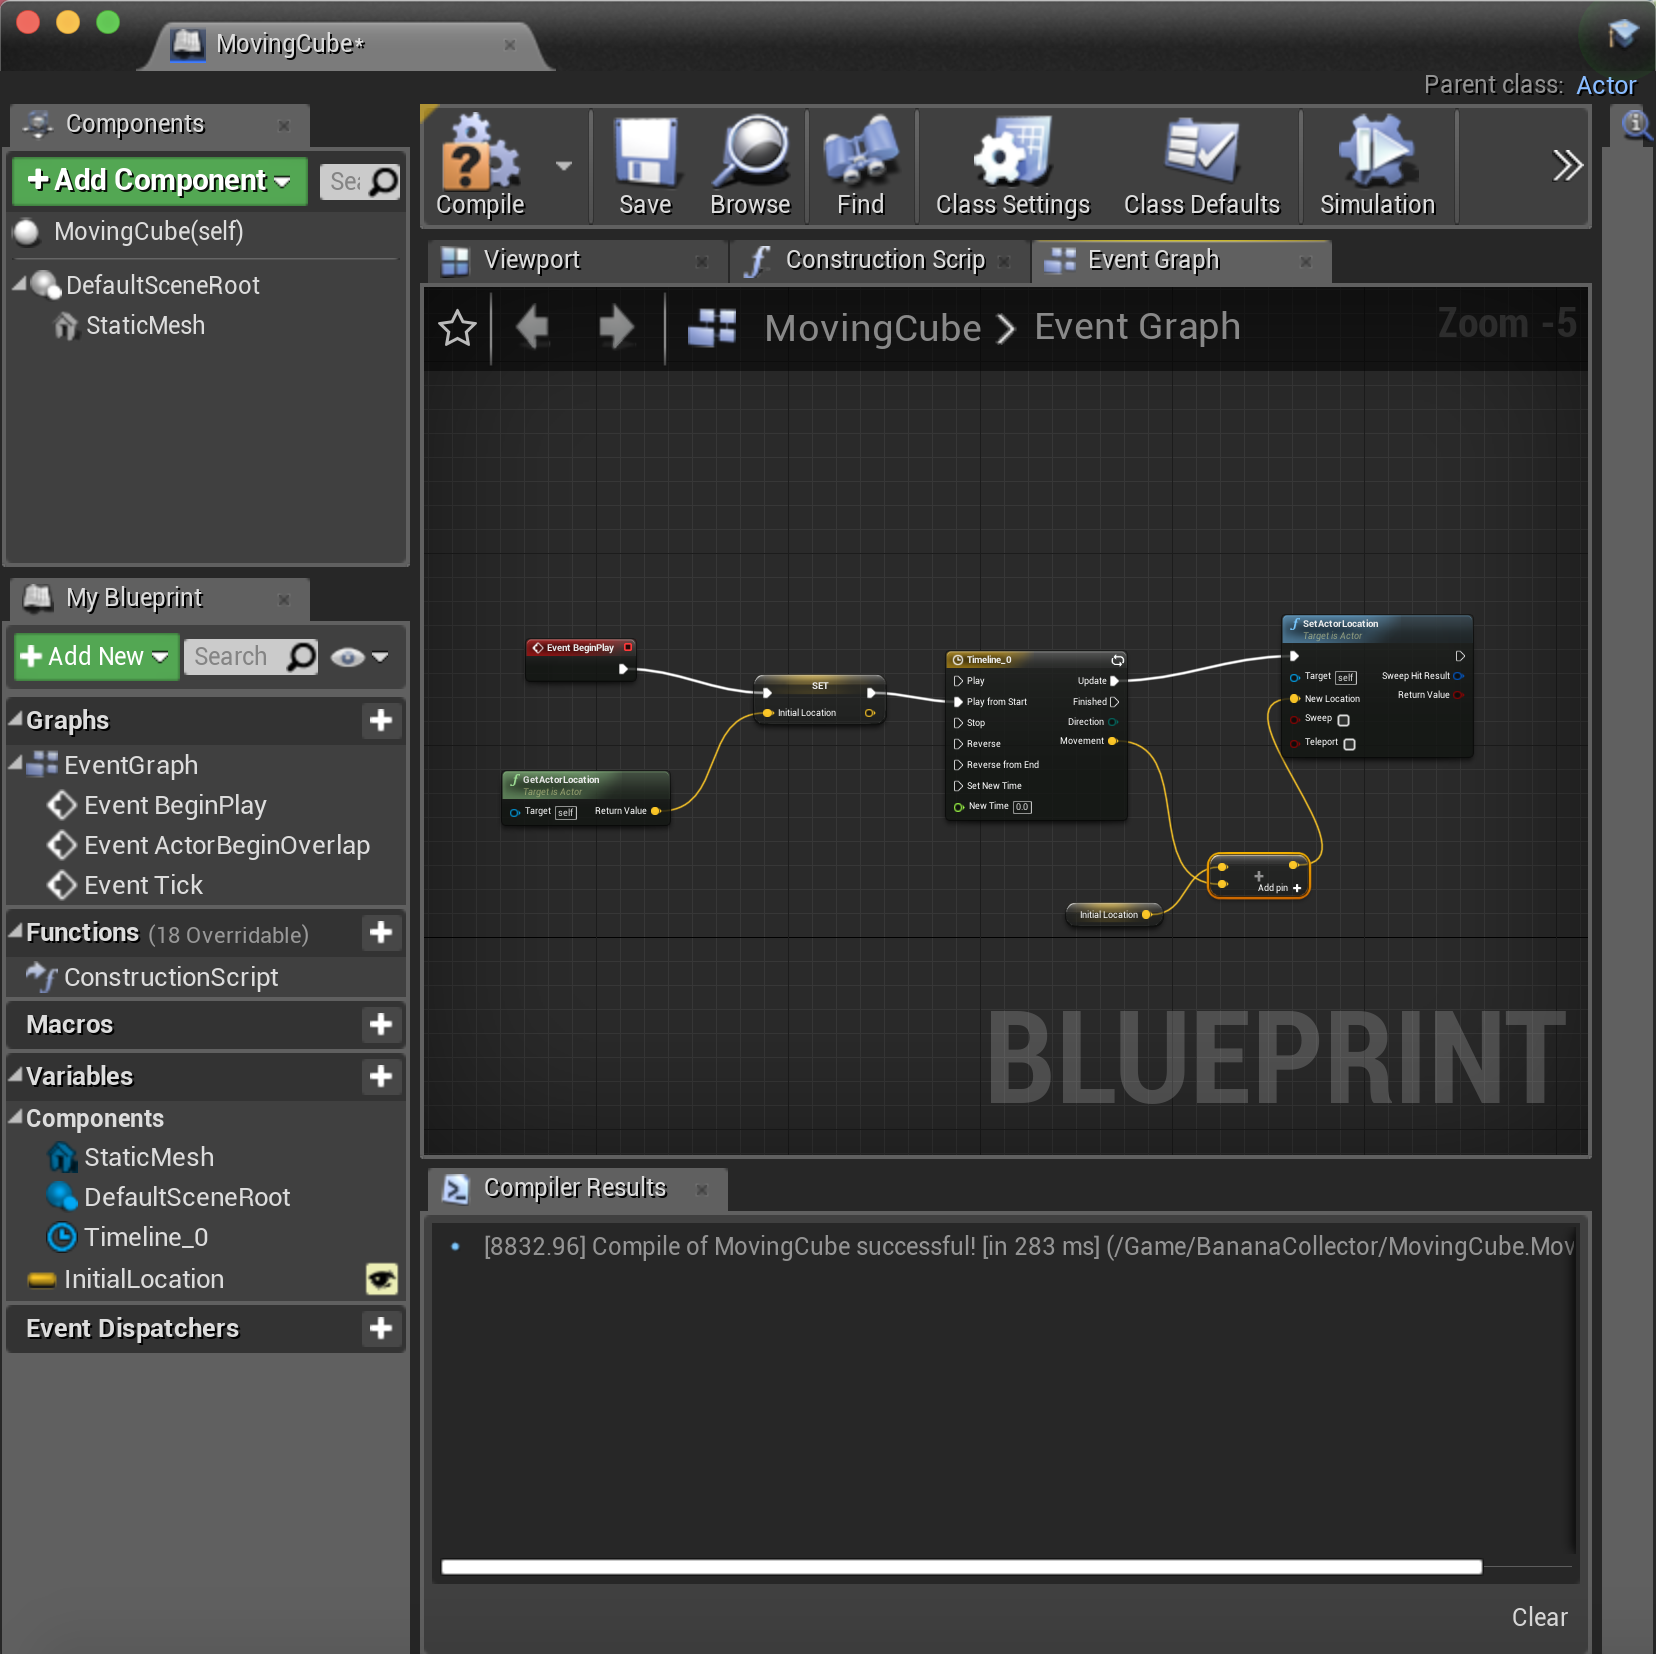 MovingCube*
Parent class: Actor
Components
+Add Component
Sea
MovingCube(self)
DefaultSceneRoot
StaticMesh
Compile
Save
Browse
Find
Class Settings
Class Defaults
Simulation
Viewport
Construction Scrip
Event Graph
MovingCube > Event Graph
Zoom -5
My Blueprint
+Add New
Search
Graphs
EventGraph
Event BeginPlay
Event ActorBeginOverlap
Event Tick
Functions (18 Overridable)
ConstructionScript
Macros
Variables
Components
StaticMesh
DefaultSceneRoot
Timeline_0
InitialLocation
Event Dispatchers
Event BeginPlay
SET
Initial Location
GetActorLocation
Target is Actor
Target self Return Value
Timeline_0
Play Update
Play from Start Finished
Stop Direction
Reverse Movement
Reverse from End
Set New Time
New Time 0.0
SetActorLocation
Target is Actor
Target self Sweep Hit Result
New Location Return Value
Sweep
Teleport
+
Add pin +
Initial Location
BLUEPRINT
Compiler Results
[8832.96] Compile of MovingCube successful! [in 283 ms] (/Game/BananaCollector/MovingCube.Mov
Clear